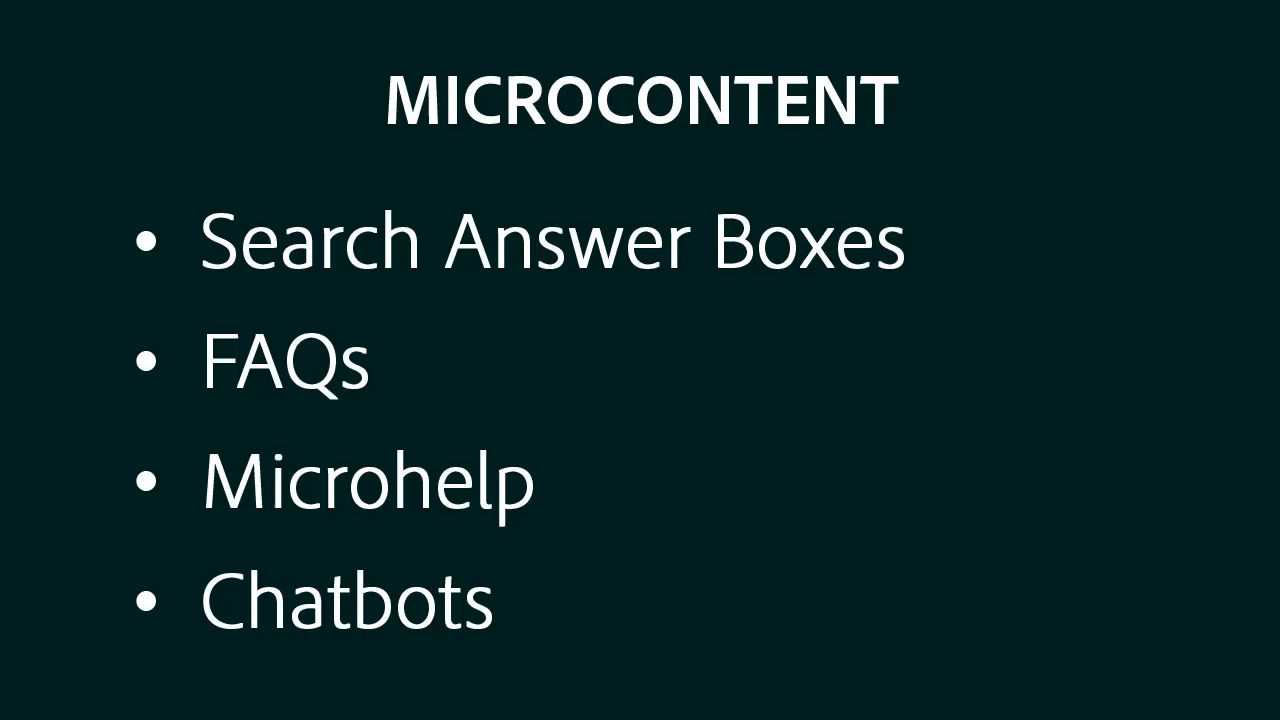 MICROCONTENT
• Search Answer Boxes
• FAQs
• Microhelp
• Chatbots